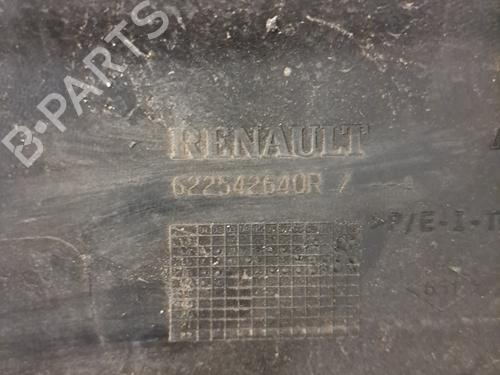 B-PARTS
RENAULT
622542640R /
>P/E-I-T